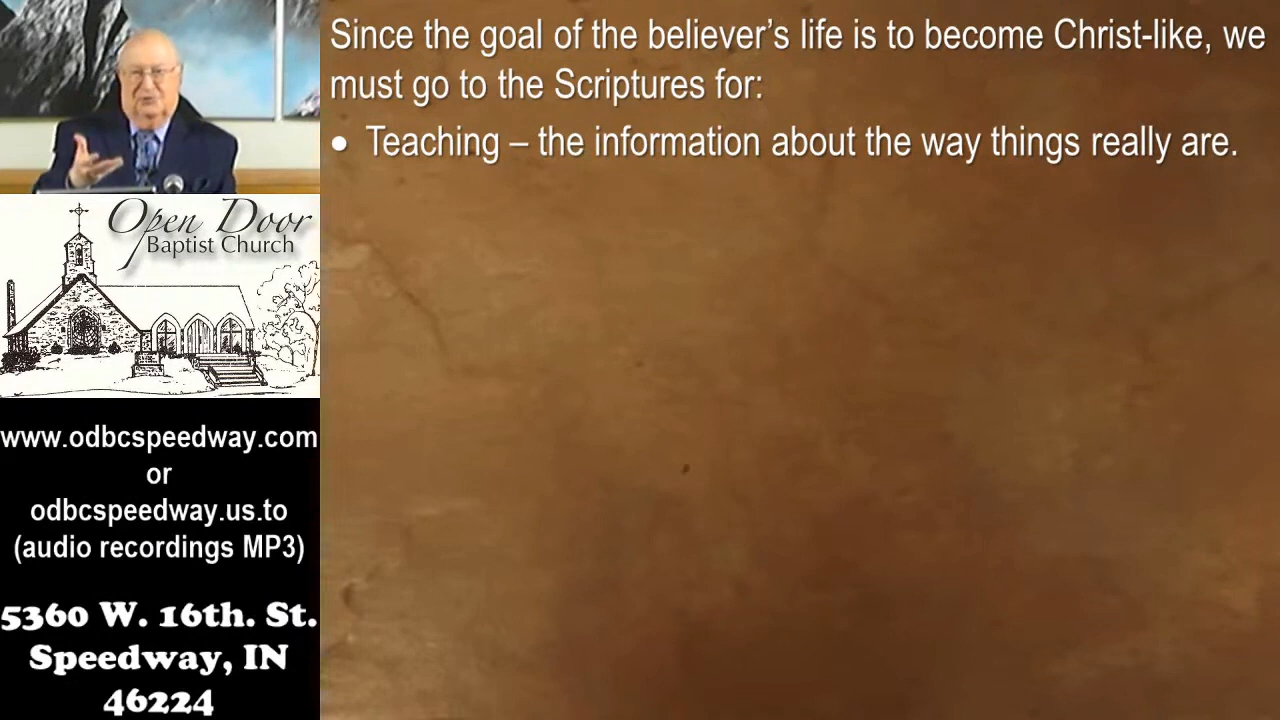 Since the goal of the believer’s life is to become Christ-like, we
must go to the Scriptures for:
• Teaching – the information about the way things really are.
Open Door
Baptist Church
www.odbcspeedway.com
or
odbcspeedway.us.to
(audio recordings MP3)
5360 W. 16th. St.
Speedway, IN
46224